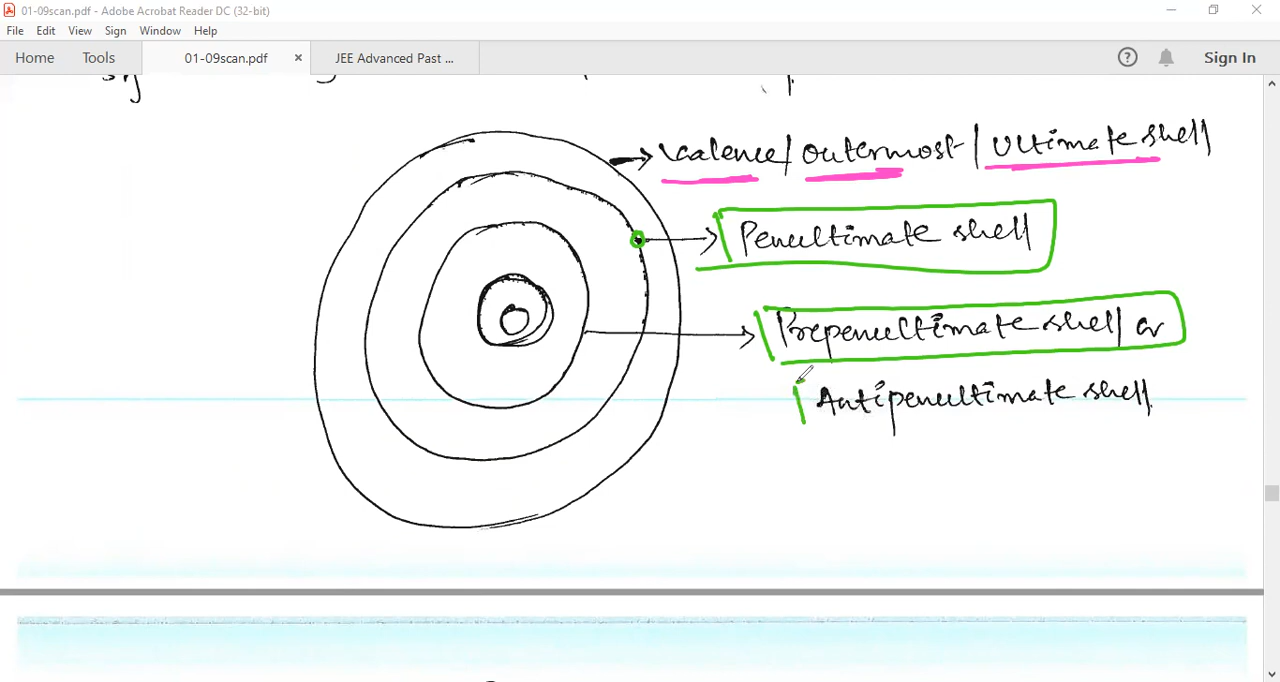 01-09scan.pdf - Adobe Acrobat Reader DC (32-bit)
File Edit View Sign Window Help
Home Tools 01-09scan.pdf × JEE Advanced Past ... ? Sign In
Valence/ Outermost / Ultimate shell
Penultimate shell
Prepenultimate shell or
Antipenultimate shell